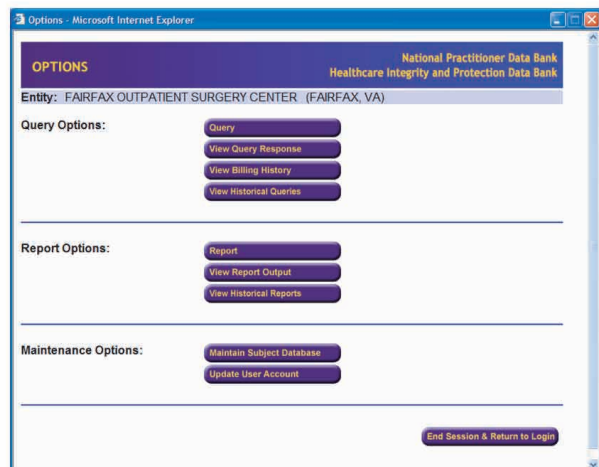 Options - Microsoft Internet Explorer
OPTIONS
National Practitioner Data Bank
Healthcare Integrity and Protection Data Bank
Entity: FAIRFAX OUTPATIENT SURGERY CENTER (FAIRFAX, VA)
Query Options:
Query
View Query Response
View Billing History
View Historical Queries
Report Options:
Report
View Report Output
View Historical Reports
Maintenance Options:
Maintain Subject Database
Update User Account
End Session & Return to Login